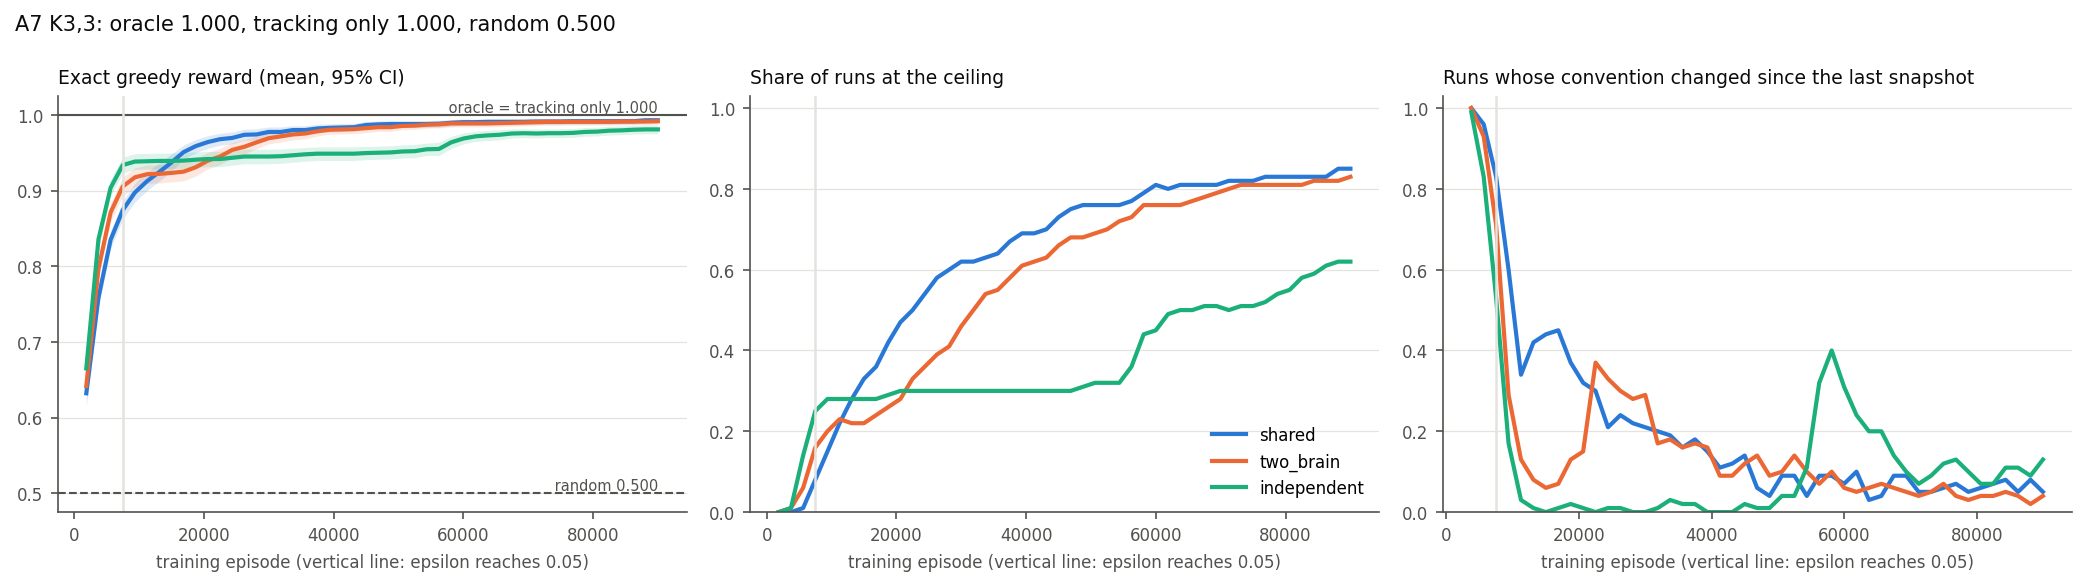 A7 K3,3: oracle 1.000, tracking only 1.000, random 0.500
Exact greedy reward (mean, 95% CI)
oracle = tracking only 1.000
random 0.500
1.0
0.9
0.8
0.7
0.6
0.5
0
20000
40000
60000
80000
training episode (vertical line: epsilon reaches 0.05)
Share of runs at the ceiling
1.0
0.8
0.6
0.4
0.2
0.0
shared
two_brain
independent
0
20000
40000
60000
80000
training episode (vertical line: epsilon reaches 0.05)
Runs whose convention changed since the last snapshot
1.0
0.8
0.6
0.4
0.2
0.0
0
20000
40000
60000
80000
training episode (vertical line: epsilon reaches 0.05)